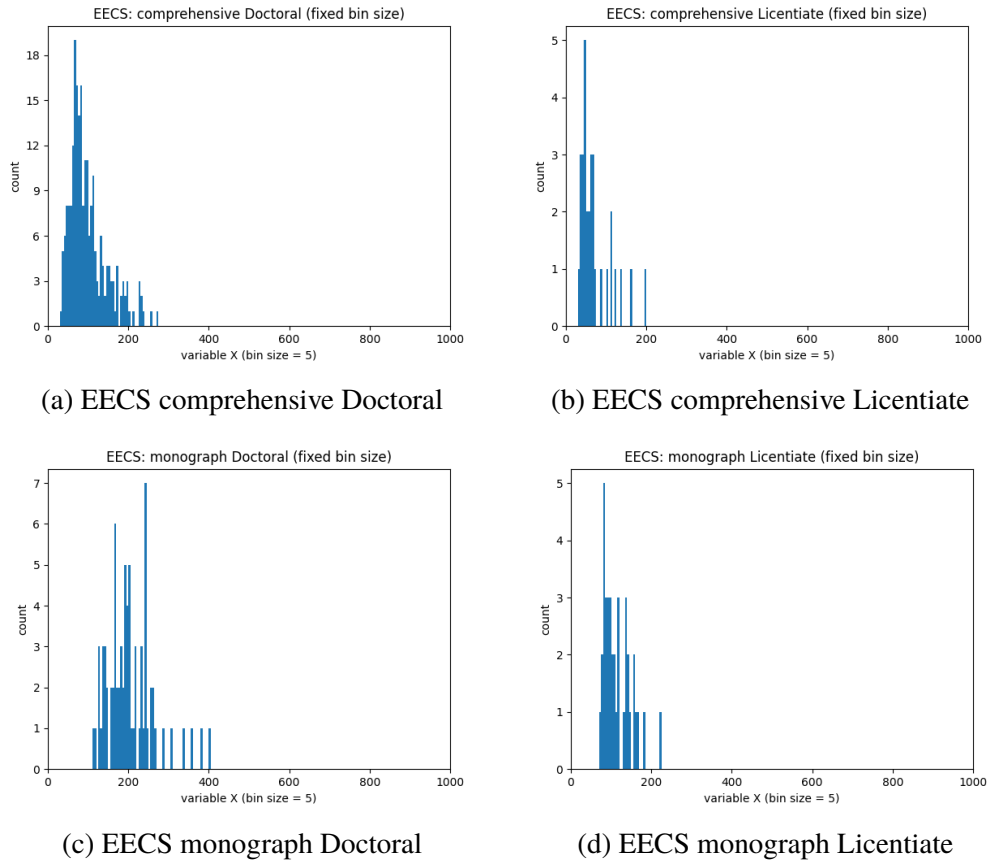 EECS: comprehensive Doctoral (fixed bin size)
18
15
12
9
6
3
0
count
0 200 400 600 800 1000
variable X (bin size = 5)
(a) EECS comprehensive Doctoral
EECS: comprehensive Licentiate (fixed bin size)
5
4
3
2
1
0
count
0 200 400 600 800 1000
variable X (bin size = 5)
(b) EECS comprehensive Licentiate
EECS: monograph Doctoral (fixed bin size)
7
6
5
4
3
2
1
0
count
0 200 400 600 800 1000
variable X (bin size = 5)
(c) EECS monograph Doctoral
EECS: monograph Licentiate (fixed bin size)
5
4
3
2
1
0
count
0 200 400 600 800 1000
variable X (bin size = 5)
(d) EECS monograph Licentiate